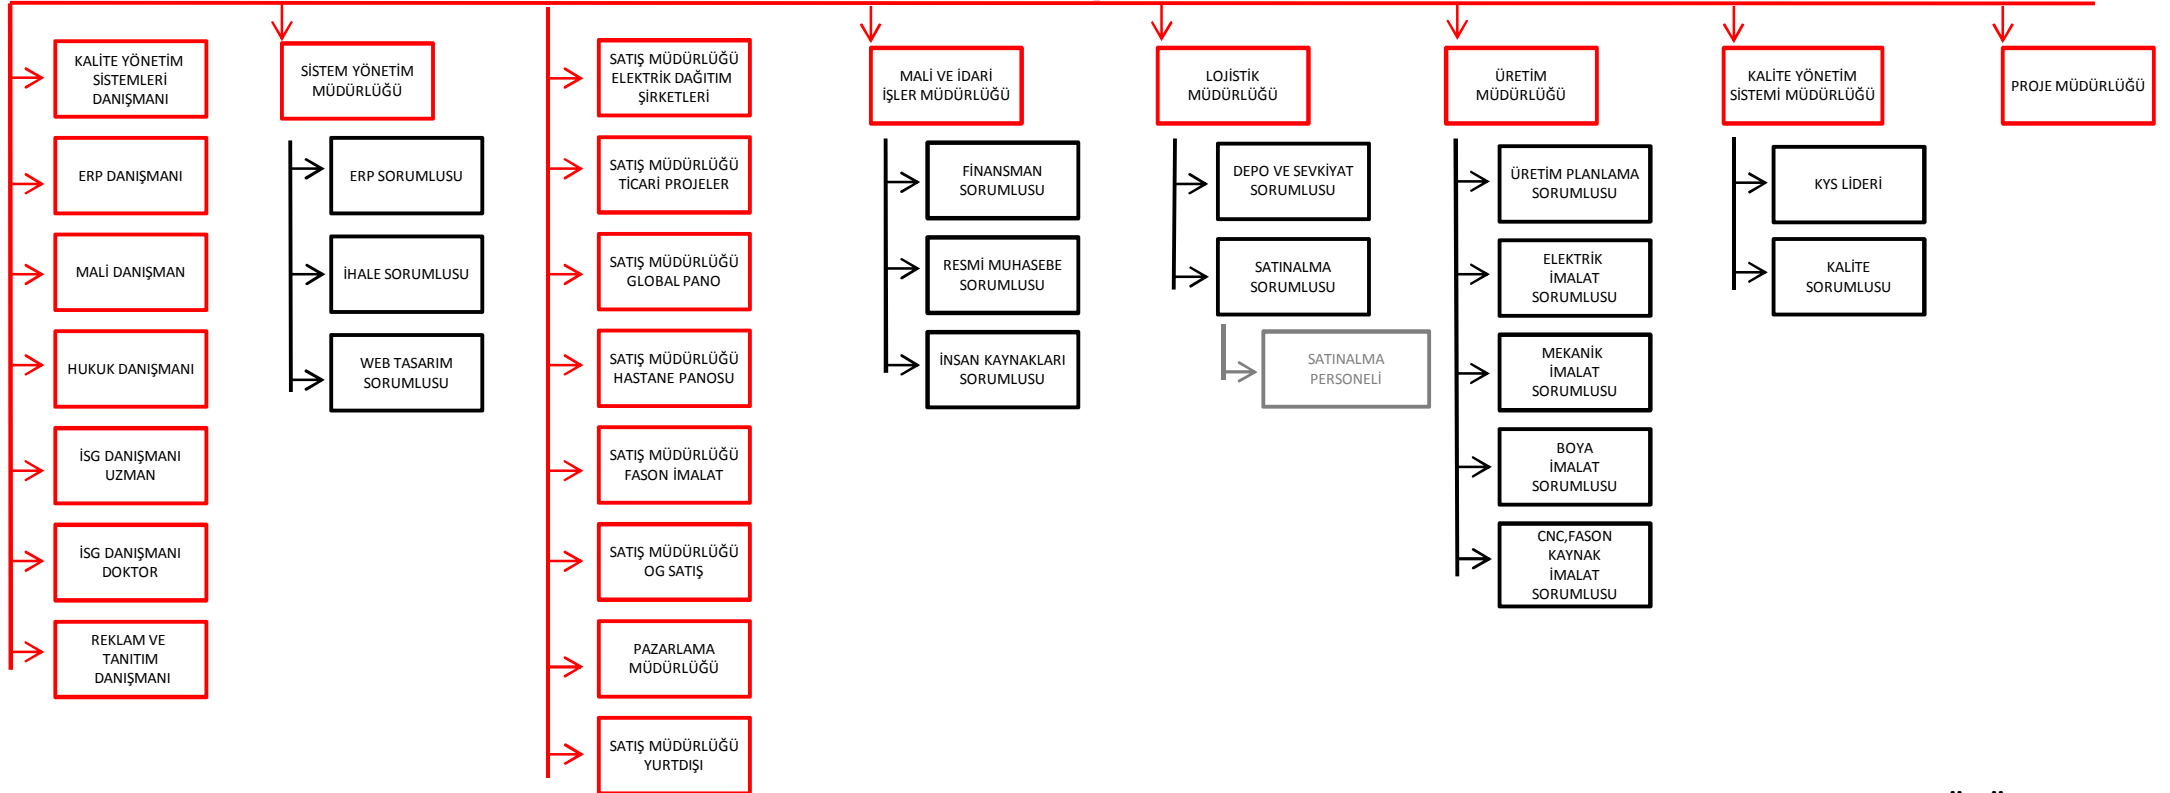 KALİTE YÖNETİM
SİSTEMLERİ
DANIŞMANI
ERP DANIŞMANI
MALİ DANIŞMAN
HUKUK DANIŞMANI
İSG DANIŞMANI
UZMAN
İSG DANIŞMANI
DOKTOR
REKLAM VE
TANITIM
DANIŞMANI
SİSTEM YÖNETİM
MÜDÜRLÜĞÜ
ERP SORUMLUSU
İHALE SORUMLUSU
WEB TASARIM
SORUMLUSU
SATIŞ MÜDÜRLÜĞÜ
ELEKTRİK DAĞITIM
ŞİRKETLERİ
SATIŞ MÜDÜRLÜĞÜ
TİCARİ PROJELER
SATIŞ MÜDÜRLÜĞÜ
GLOBAL PANO
SATIŞ MÜDÜRLÜĞÜ
HASTANE PANOSU
SATIŞ MÜDÜRLÜĞÜ
FASON İMALAT
SATIŞ MÜDÜRLÜĞÜ
OG SATIŞ
PAZARLAMA
MÜDÜRLÜĞÜ
SATIŞ MÜDÜRLÜĞÜ
YURTDIŞI
MALİ VE İDARİ
İŞLER MÜDÜRLÜĞÜ
FİNANSMAN
SORUMLUSU
RESMİ MUHASEBE
SORUMLUSU
İNSAN KAYNAKLARI
SORUMLUSU
LOJİSTİK
MÜDÜRLÜĞÜ
DEPO VE SEVKİYAT
SORUMLUSU
SATINALMA
SORUMLUSU
SATINALMA
PERSONELİ
ÜRETİM
MÜDÜRLÜĞÜ
ÜRETİM PLANLAMA
SORUMLUSU
ELEKTRİK
İMALAT
SORUMLUSU
MEKANİK
İMALAT
SORUMLUSU
BOYA
İMALAT
SORUMLUSU
CNC,FASON
KAYNAK
İMALAT
SORUMLUSU
KALİTE YÖNETİM
SİSTEMİ MÜDÜRLÜĞÜ
KYS LİDERİ
KALİTE
SORUMLUSU
PROJE MÜDÜRLÜĞÜ